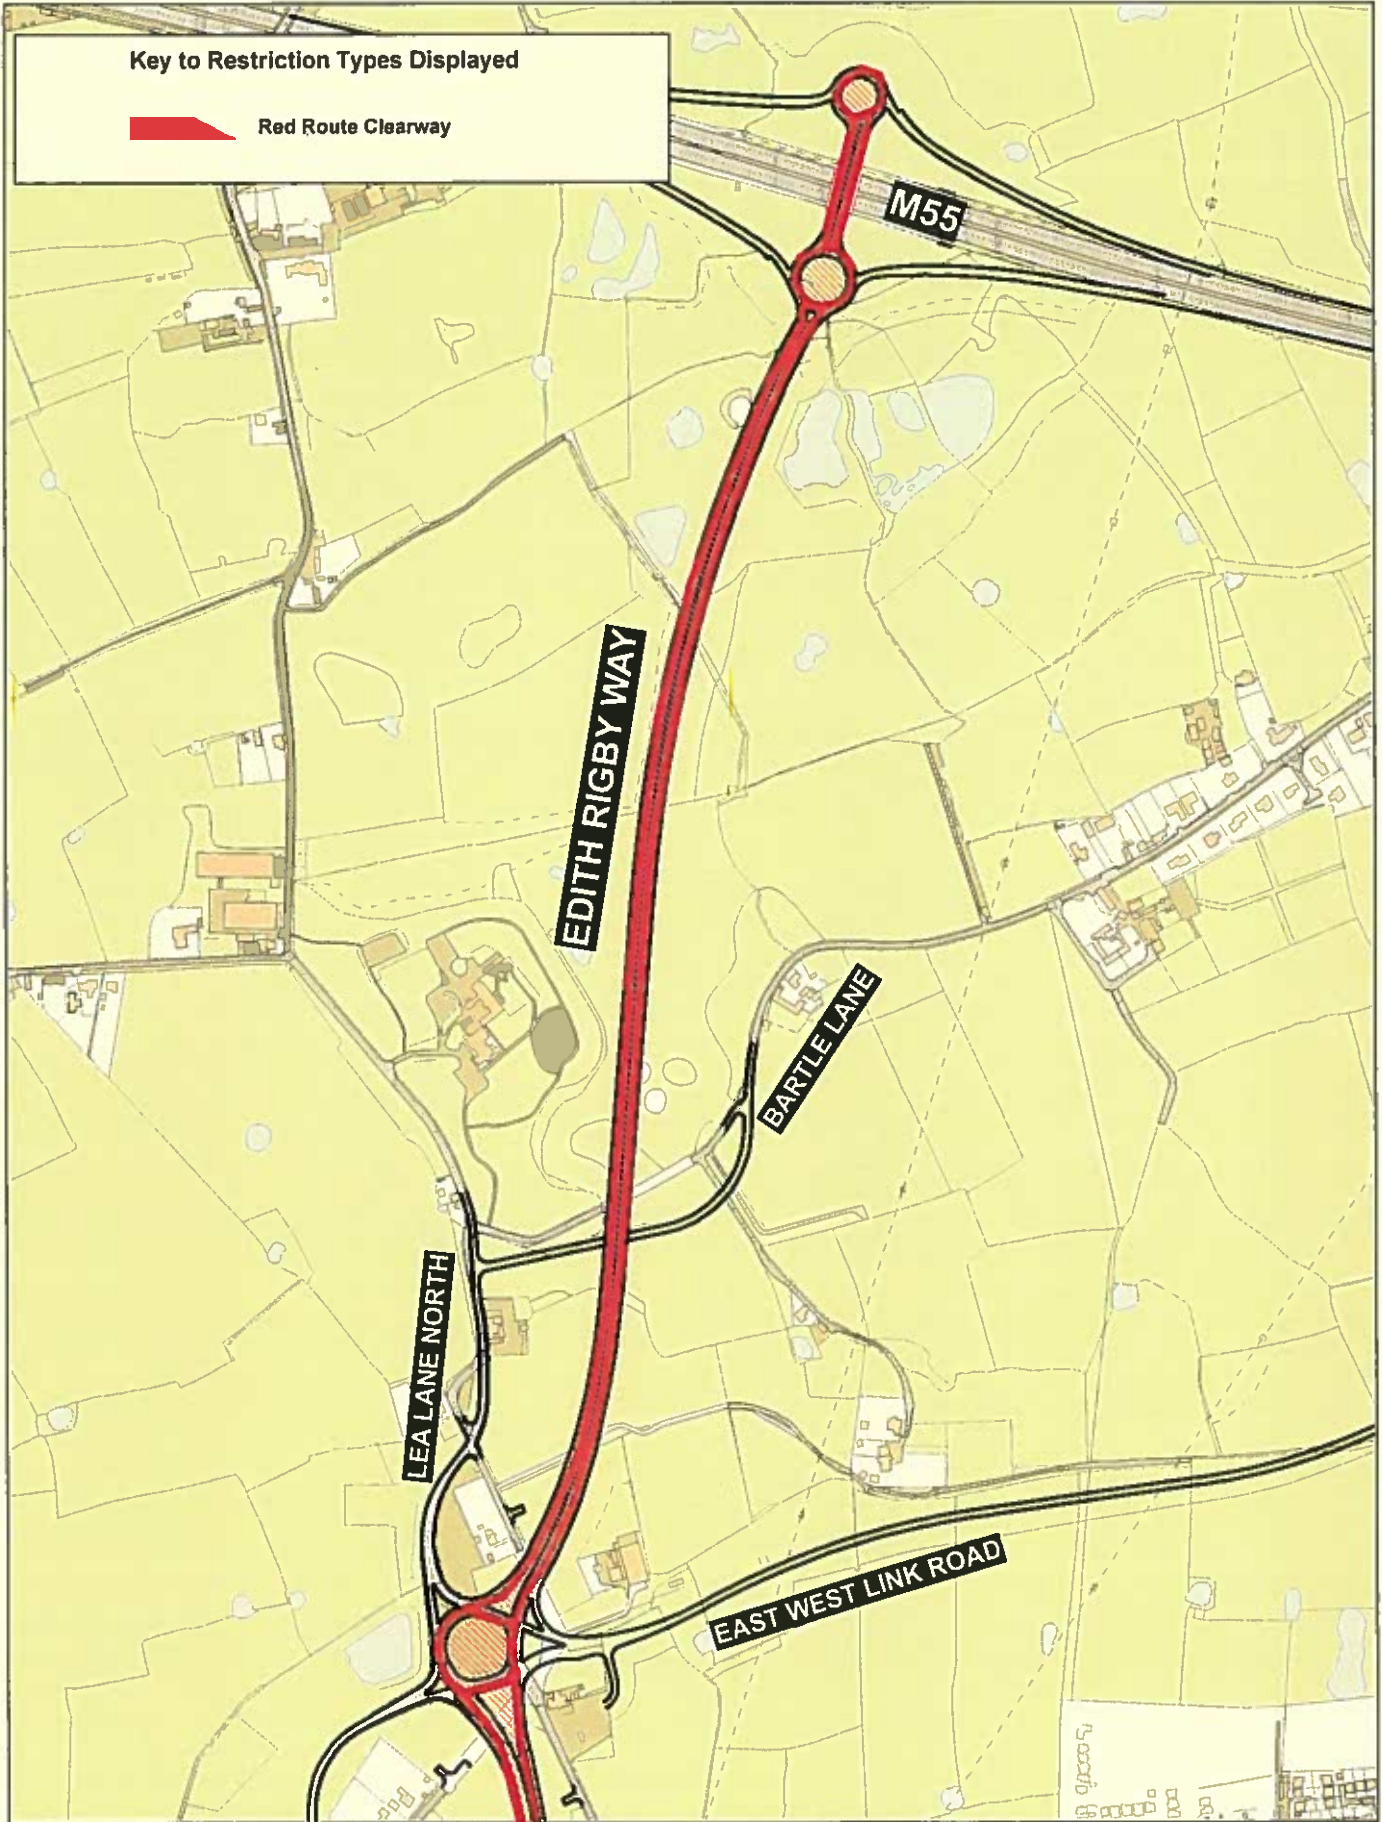 Key to Restriction Types Displayed
Red Route Clearway
M55
EDITH RIGBY WAY
BARTLE LANE
LEA LANE NORTH
EAST WEST LINK ROAD